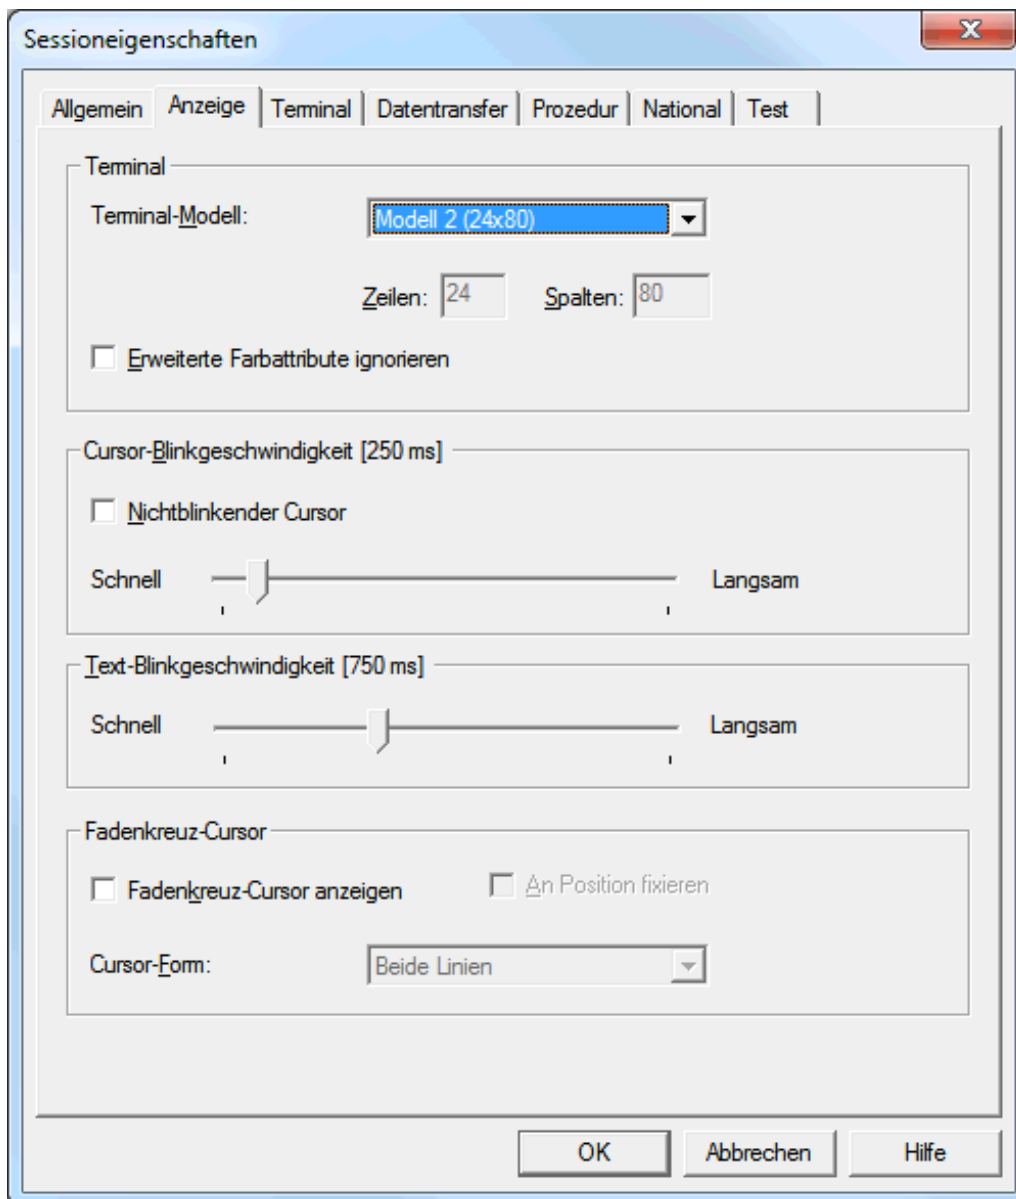 Sessioneigenschaften
Allgemein Anzeige Terminal Datentransfer Prozedur National Test
Terminal
Terminal-Modell: Modell 2 (24x80)
Zeilen: 24 Spalten: 80
Erweiterte Farbattribute ignorieren
Cursor-Blinkgeschwindigkeit [250 ms]
Nichtblinkender Cursor
Schnell Langsam
Text-Blinkgeschwindigkeit [750 ms]
Schnell Langsam
Fadenkreuz-Cursor
Fadenkreuz-Cursor anzeigen An Position fixieren
Cursor-Form: Beide Linien
OK Abbrechen Hilfe